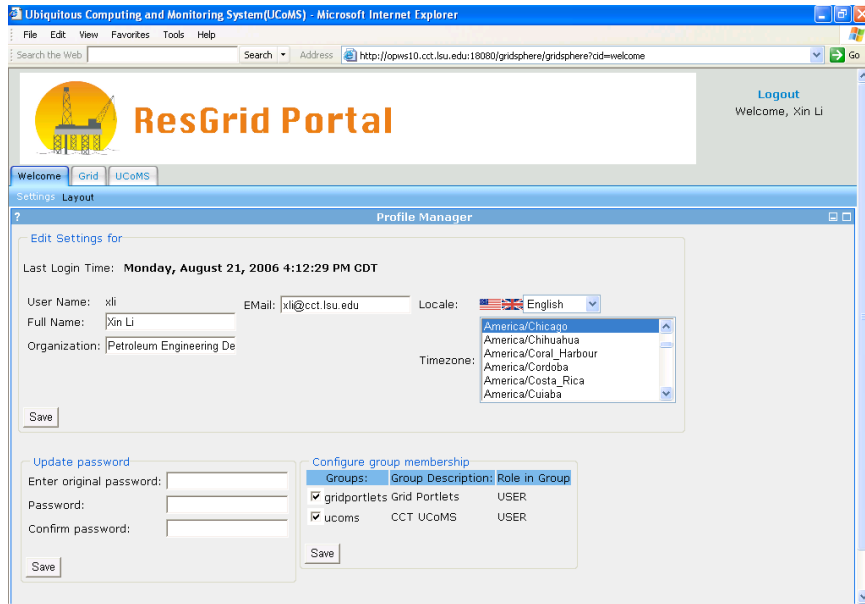 Ubiquitous Computing and Monitoring System(UCoMS) - Microsoft Internet Explorer
File Edit View Favorites Tools Help
Search the Web Search Address http://opws10.cct.lsu.edu:18080/gridsphere/gridsphere?cid=welcome Go
ResGrid Portal
Logout
Welcome, Xin Li
Welcome Grid UCoMS
Settings Layout
? Profile Manager
Edit Settings for
Last Login Time: Monday, August 21, 2006 4:12:29 PM CDT
User Name: xli EMail: xli@cct.lsu.edu Locale: English
Full Name: Xin Li
Organization: Petroleum Engineering De
Timezone:
America/Chicago
America/Chihuahua
America/Coral_Harbour
America/Cordoba
America/Costa_Rica
America/Cuiaba
Save
Update password
Enter original password:
Password:
Confirm password:
Save
Configure group membership
Groups: Group Description: Role in Group
gridportlets Grid Portlets USER
ucoms CCT UCoMS USER
Save